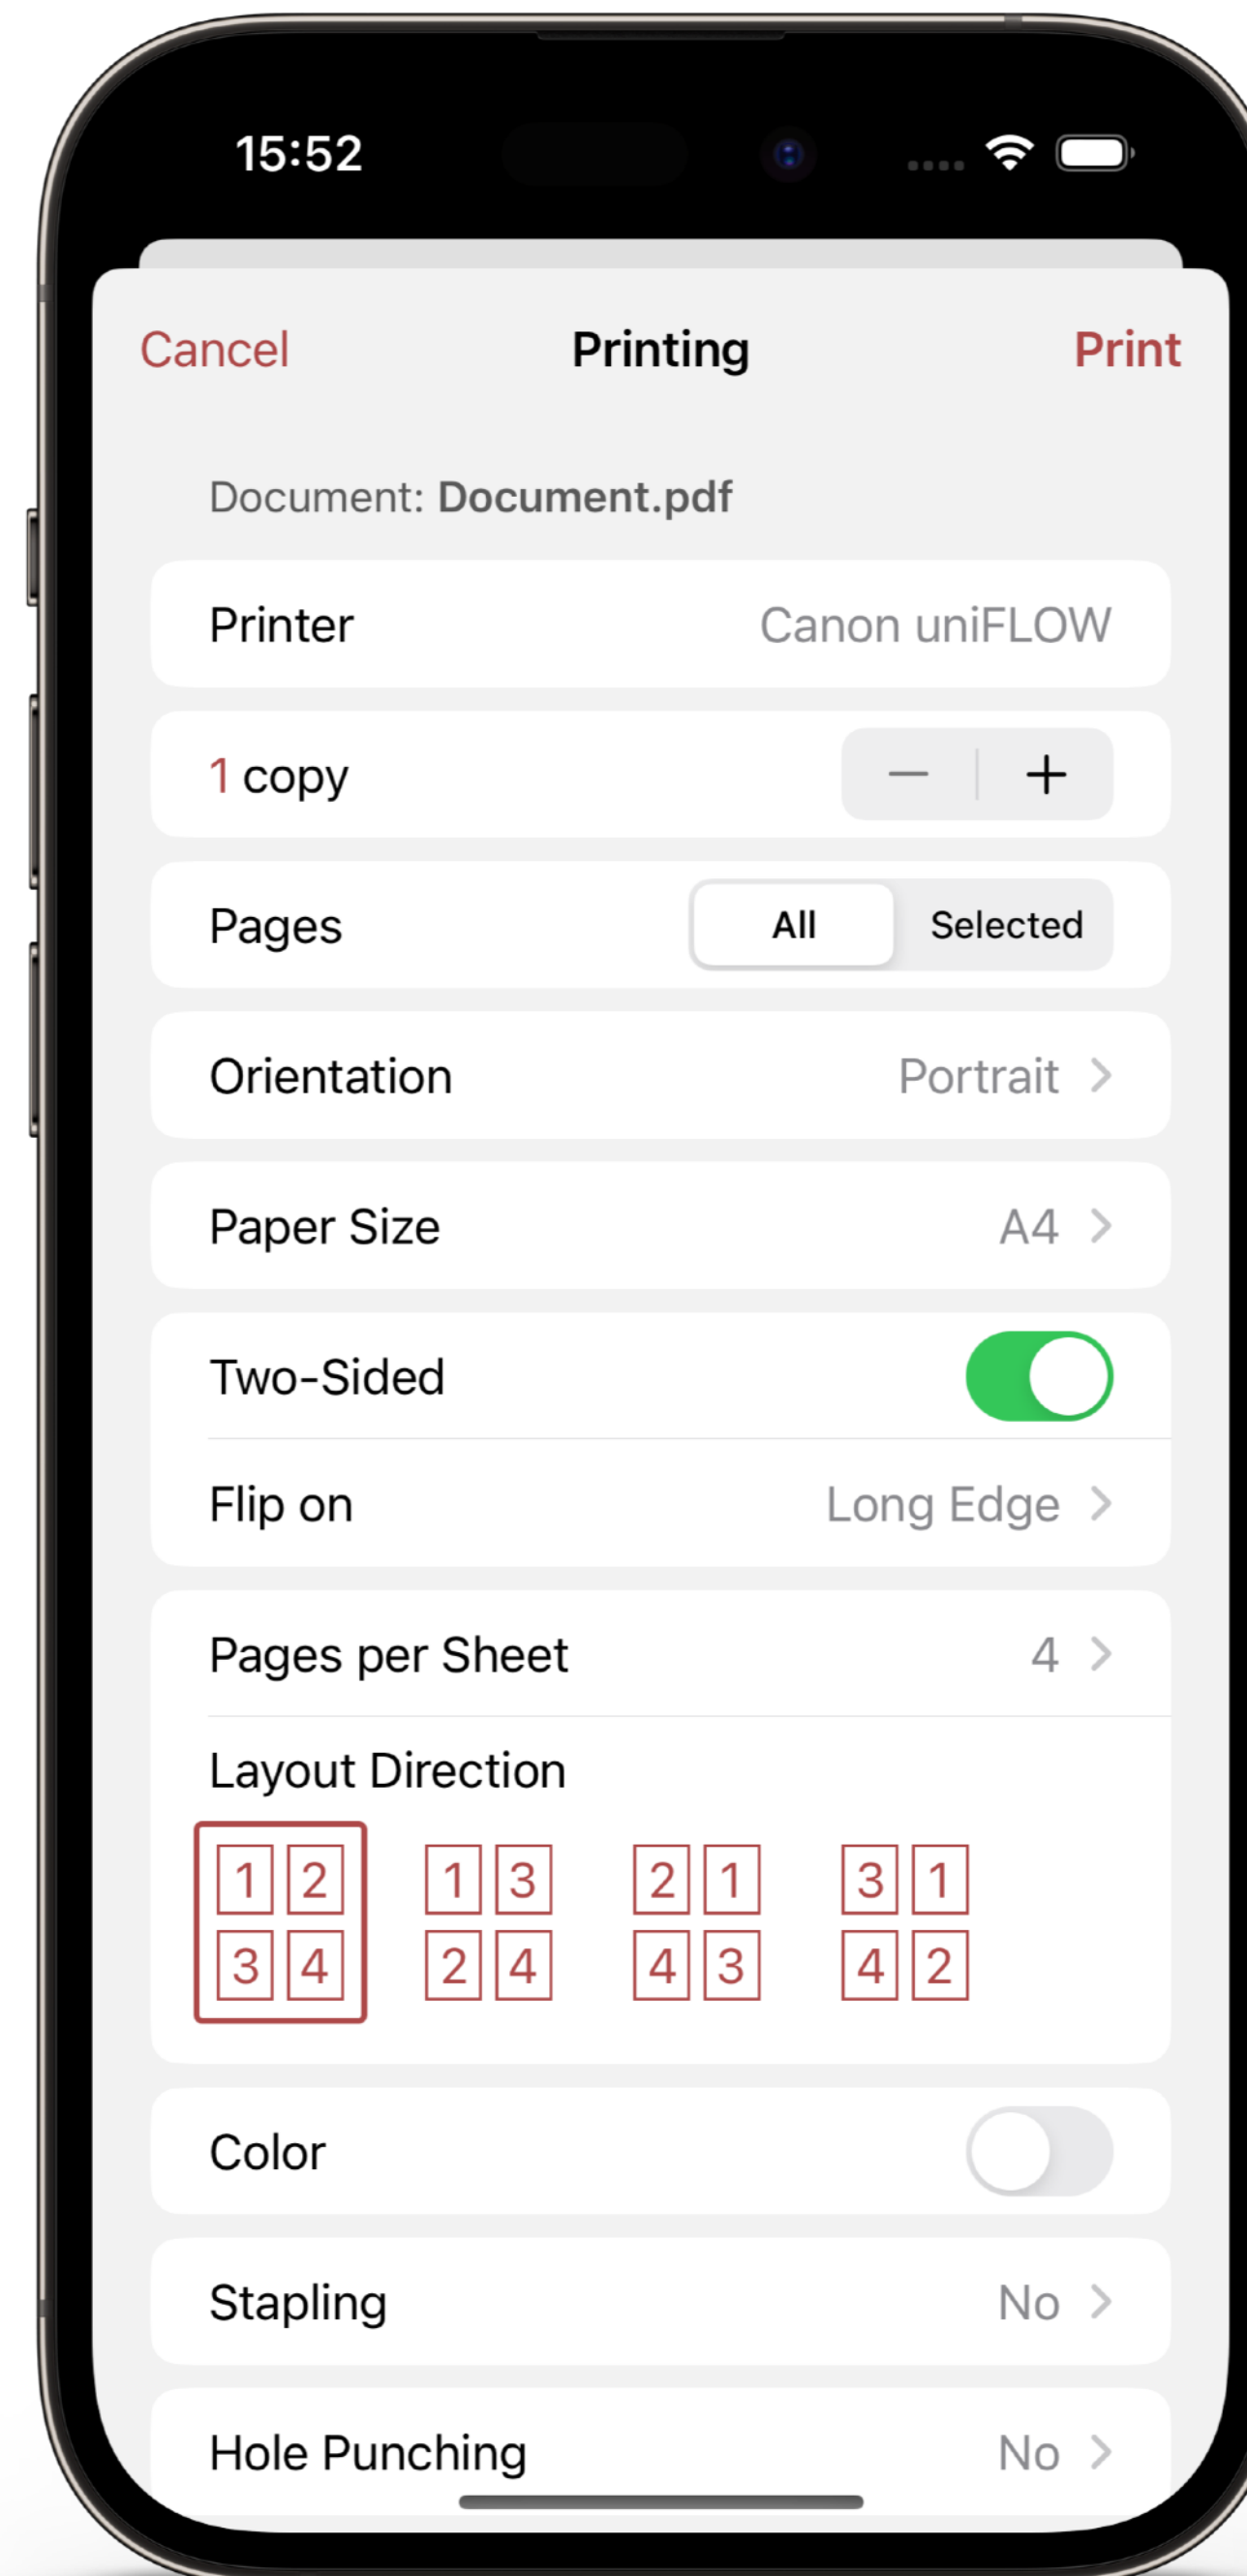 15:52
Cancel Printing Print
Document: Document.pdf
Printer Canon uniFLOW
1 copy − +
Pages All Selected
Orientation Portrait >
Paper Size A4 >
Two-Sided
Flip on Long Edge >
Pages per Sheet 4 >
Layout Direction
1 2 1 3 2 1 3 1
3 4 2 4 4 3 4 2
Color
Stapling No >
Hole Punching No >